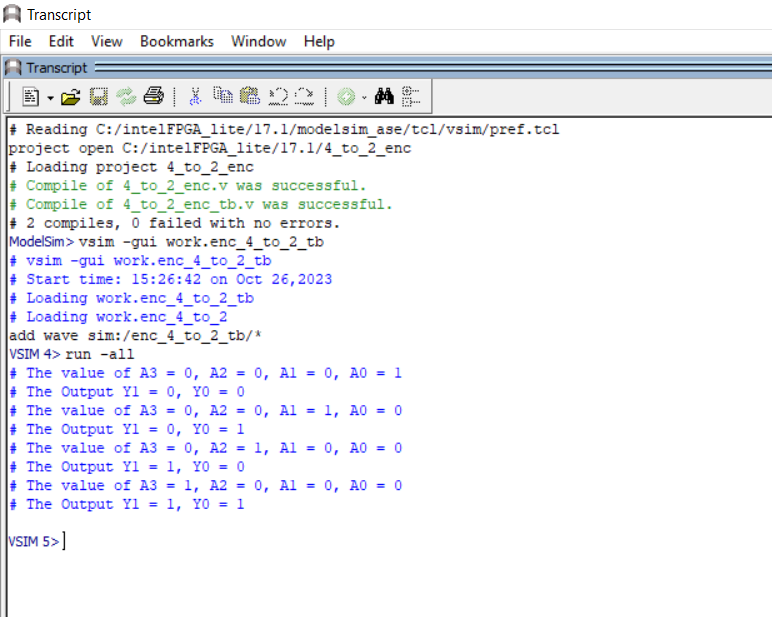 Transcript
File Edit View Bookmarks Window Help
Transcript
# Reading C:/intelFPGA_lite/17.1/modelsim_ase/tcl/vsim/pref.tcl
project open C:/intelFPGA_lite/17.1/4_to_2_enc
# Loading project 4_to_2_enc
# Compile of 4_to_2_enc.v was successful.
# Compile of 4_to_2_enc_tb.v was successful.
# 2 compiles, 0 failed with no errors.
ModelSim> vsim -gui work.enc_4_to_2_tb
# vsim -gui work.enc_4_to_2_tb
# Start time: 15:26:42 on Oct 26,2023
# Loading work.enc_4_to_2_tb
# Loading work.enc_4_to_2
add wave sim:/enc_4_to_2_tb/*
VSIM 4> run -all
# The value of A3 = 0, A2 = 0, A1 = 0, A0 = 1
# The Output Y1 = 0, Y0 = 0
# The value of A3 = 0, A2 = 0, A1 = 1, A0 = 0
# The Output Y1 = 0, Y0 = 1
# The value of A3 = 0, A2 = 1, A1 = 0, A0 = 0
# The Output Y1 = 1, Y0 = 0
# The value of A3 = 1, A2 = 0, A1 = 0, A0 = 0
# The Output Y1 = 1, Y0 = 1
VSIM 5>